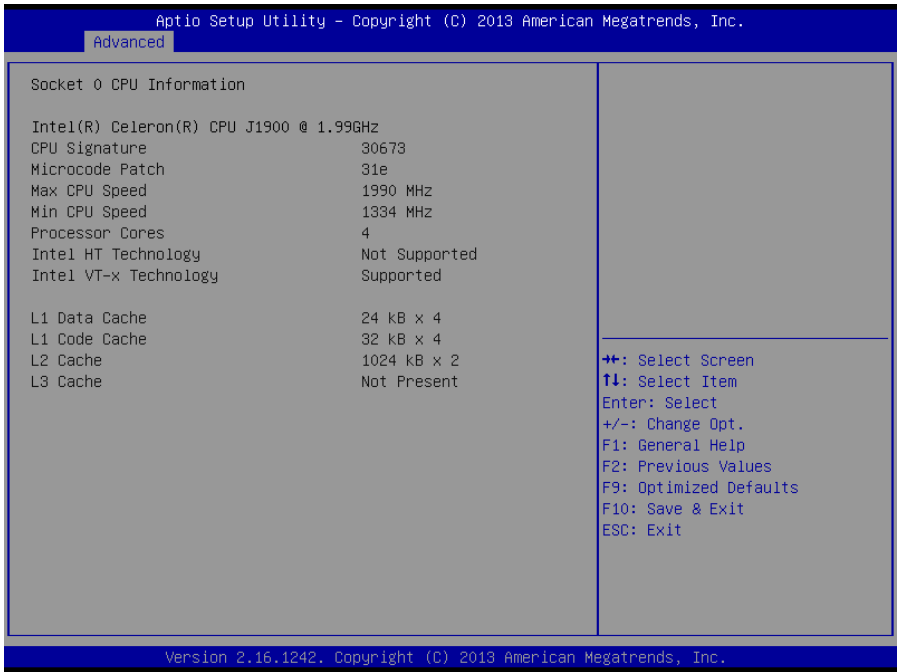 Aptio Setup Utility – Copyright (C) 2013 American Megatrends, Inc.
Advanced
Socket 0 CPU Information
Intel(R) Celeron(R) CPU J1900 @ 1.99GHz
CPU Signature 30673
Microcode Patch 31e
Max CPU Speed 1990 MHz
Min CPU Speed 1334 MHz
Processor Cores 4
Intel HT Technology Not Supported
Intel VT-x Technology Supported
L1 Data Cache 24 kB x 4
L1 Code Cache 32 kB x 4
L2 Cache 1024 kB x 2
L3 Cache Not Present
→←: Select Screen
↑↓: Select Item
Enter: Select
+/-: Change Opt.
F1: General Help
F2: Previous Values
F9: Optimized Defaults
F10: Save & Exit
ESC: Exit
Version 2.16.1242. Copyright (C) 2013 American Megatrends, Inc.